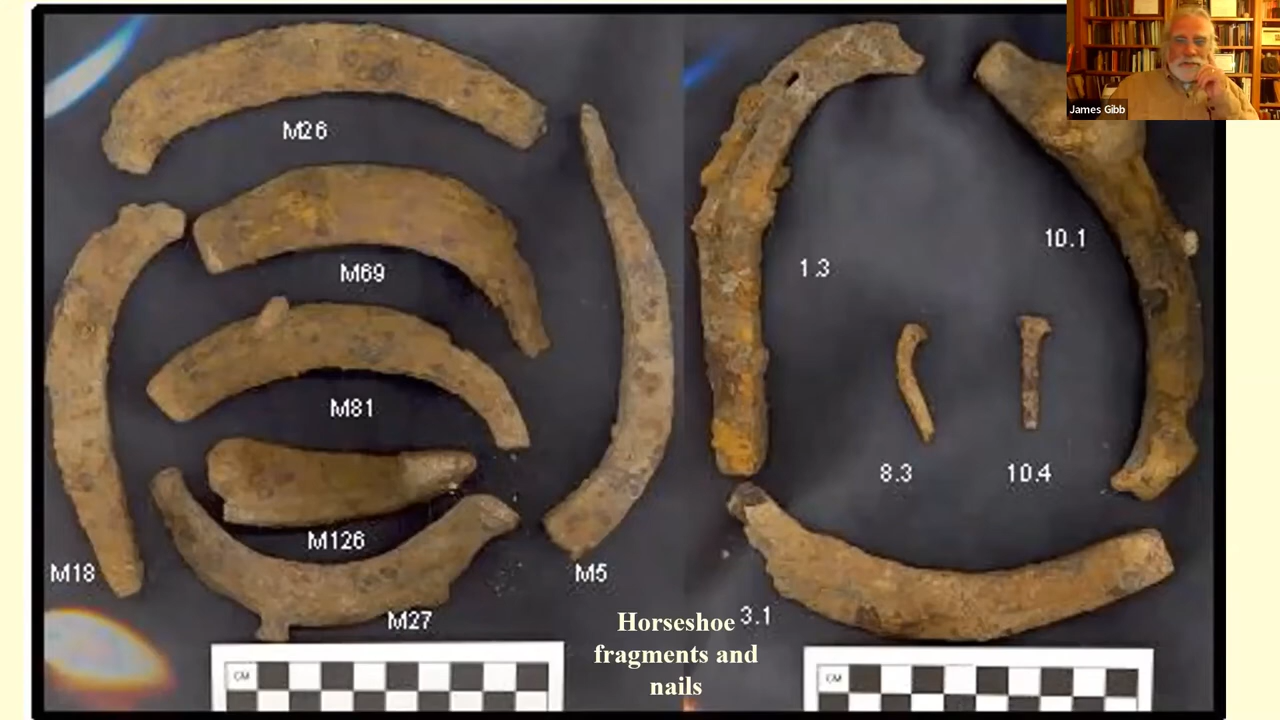 James Gibb
M26
M69
M81
M126
M18
M27
M5
1.3
10.1
8.3
10.4
3.1
Horseshoe
fragments and
nails
CM
CM